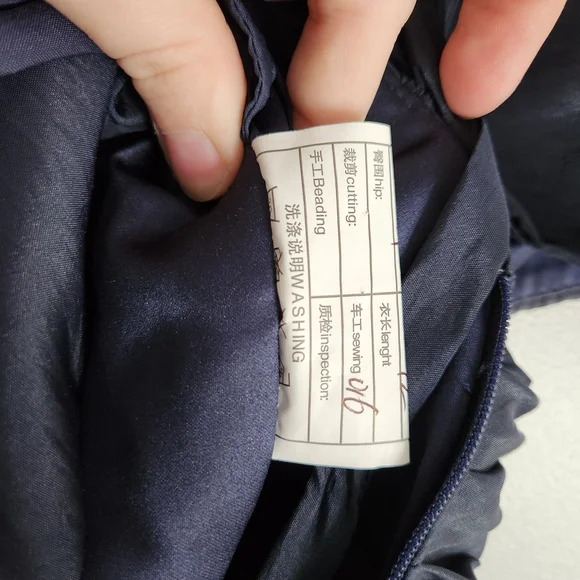 臀围hip:
衣长lenght
裁剪cutting:
车工sewing 016
手工Beading
质检inspection:
洗涤说明WASHING